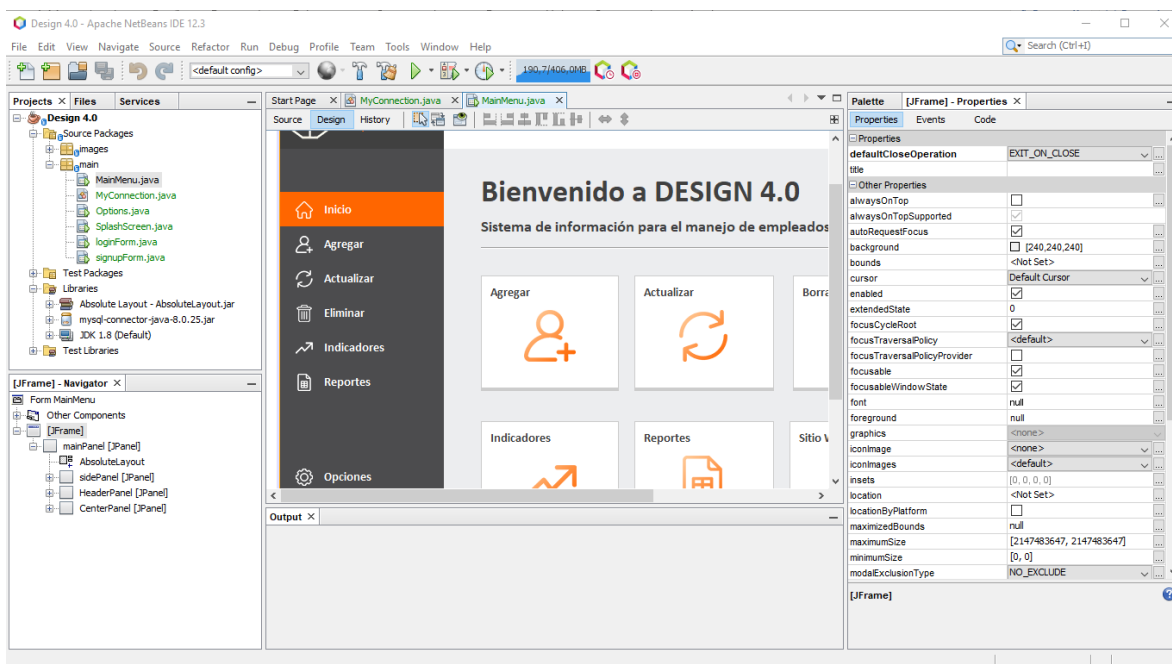 Design 4.0 - Apache NetBeans IDE 12.3
File Edit View Navigate Source Refactor Run Debug Profile Team Tools Window Help
Search (Ctrl+I)
<default config>
190,7/406,0MB
Projects Files Services
Design 4.0
Source Packages
images
main
MainMenu.java
MyConnection.java
Options.java
SplashScreen.java
loginForm.java
signupForm.java
Test Packages
Libraries
Absolute Layout - AbsoluteLayout.jar
mysql-connector-java-8.0.25.jar
JDK 1.8 (Default)
Test Libraries
[JFrame] - Navigator
Form MainMenu
Other Components
[JFrame]
mainPanel [JPanel]
AbsoluteLayout
sidePanel [JPanel]
HeaderPanel [JPanel]
CenterPanel [JPanel]
Start Page MyConnection.java MainMenu.java
Source Design History
Inicio
Agregar
Actualizar
Eliminar
Indicadores
Reportes
Opciones
Bienvenido a DESIGN 4.0
Sistema de información para el manejo de empleados
Agregar Actualizar Borra
Indicadores Reportes Sitio
Output
Palette [JFrame] - Properties
Properties Events Code
Properties
defaultCloseOperation EXIT_ON_CLOSE
title
Other Properties
alwaysOnTop
alwaysOnTopSupported
autoRequestFocus
background [240,240,240]
bounds <Not Set>
cursor Default Cursor
enabled
extendedState 0
focusCycleRoot
focusTraversalPolicy <default>
focusTraversalPolicyProvider
focusable
focusableWindowState
font null
foreground null
graphics <none>
iconImage <none>
iconImages <default>
insets [0, 0, 0, 0]
location <Not Set>
locationByPlatform
maximizedBounds null
maximumSize [2147483647, 2147483647]
minimumSize [0, 0]
modalExclusionType NO_EXCLUDE
[JFrame]